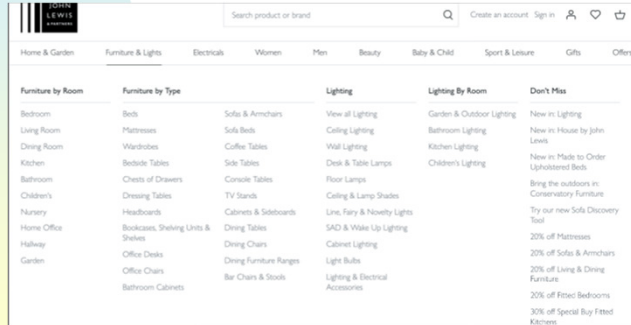 JOHN
LEWIS
& PARTNERS
Search product or brand
Create an account Sign in
Home & Garden Furniture & Lights Electricals Women Men Beauty Baby & Child Sport & Leisure Gifts Offers
Furniture by Room
Bedroom
Living Room
Dining Room
Kitchen
Bathroom
Children's
Nursery
Home Office
Hallway
Garden
Furniture by Type
Beds
Mattresses
Wardrobes
Bedside Tables
Chests of Drawers
Dressing Tables
Headboards
Bookcases, Shelving Units &
Shelves
Office Desks
Office Chairs
Bathroom Cabinets
Sofas & Armchairs
Sofa Beds
Coffee Tables
Side Tables
Console Tables
TV Stands
Cabinets & Sideboards
Dining Tables
Dining Chairs
Dining Furniture Ranges
Bar Chairs & Stools
Lighting
View all Lighting
Ceiling Lighting
Wall Lighting
Desk & Table Lamps
Floor Lamps
Ceiling & Lamp Shades
Line, Fairy & Novelty Lights
SAD & Wake Up Lighting
Cabinet Lighting
Light Bulbs
Lighting & Electrical
Accessories
Lighting By Room
Garden & Outdoor Lighting
Bathroom Lighting
Kitchen Lighting
Children's Lighting
Don't Miss
New in: Lighting
New in: House by John
Lewis
New in: Made to Order
Upholstered Beds
Bring the outdoors in:
Conservatory Furniture
Try our new Sofa Discovery
Tool
20% off Mattresses
20% off Sofas & Armchairs
20% off Living & Dining
Furniture
20% off Fitted Bedrooms
30% off Special Buy Fitted
Kitchens